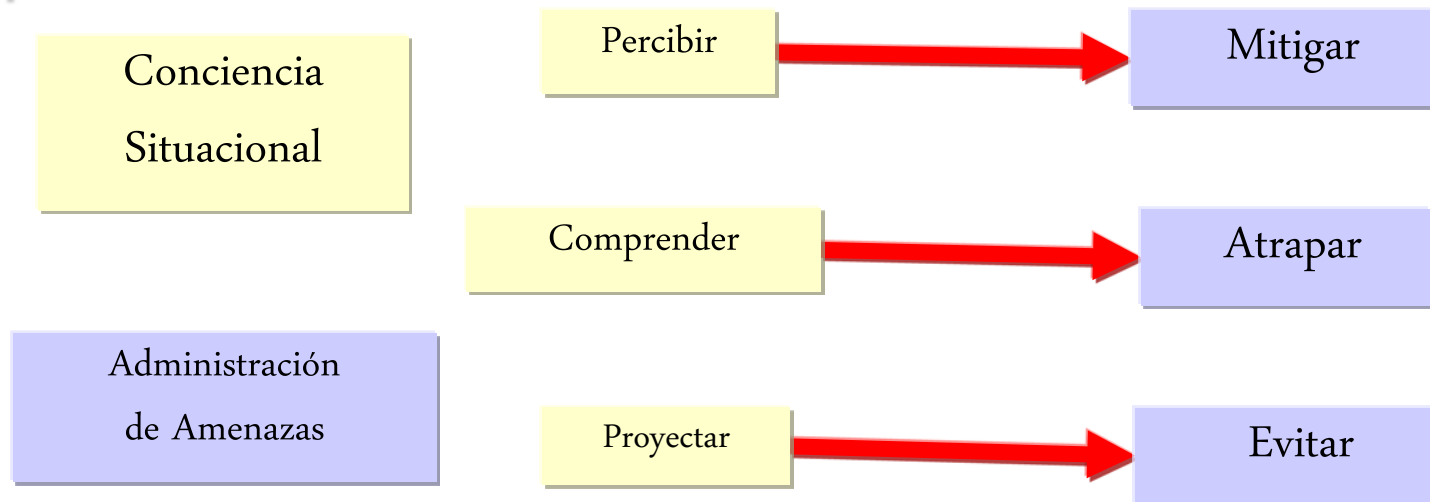 Conciencia
Situacional
Administración
de Amenazas
Percibir
Mitigar
Comprender
Atrapar
Proyectar
Evitar